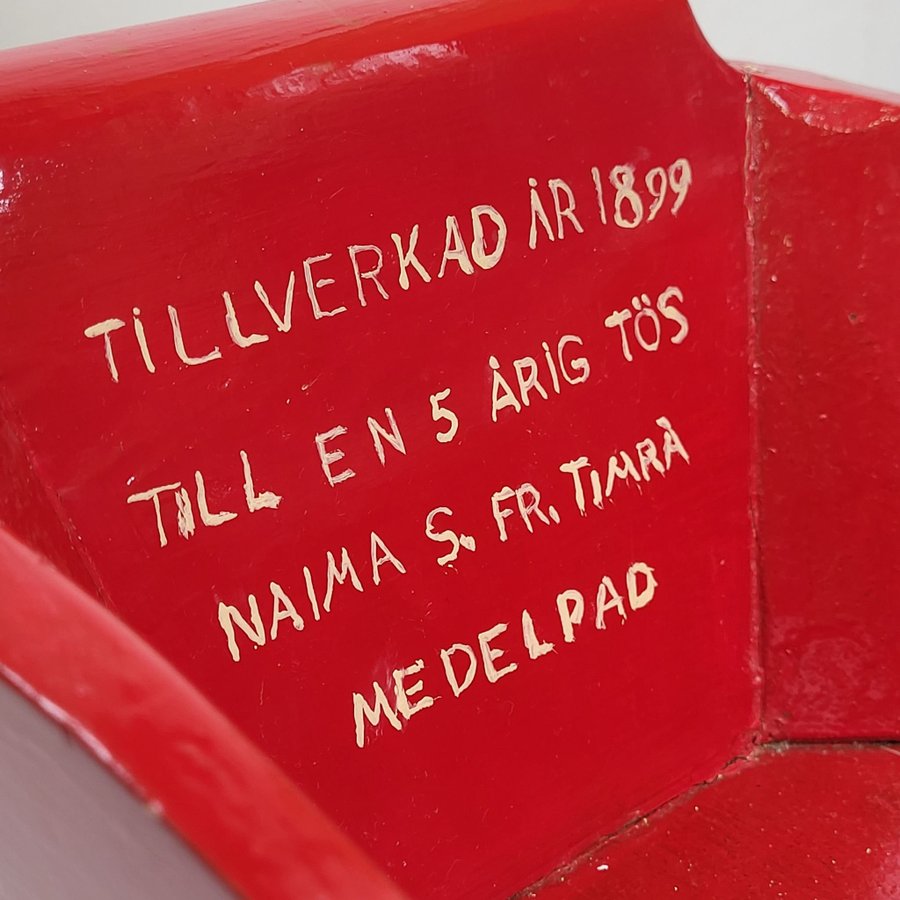 TILLVERKAD ÅR 1899
TILL EN 5 ÅRIG TÖS
NAIMA S. FR. TIMRÅ
MEDELPAD